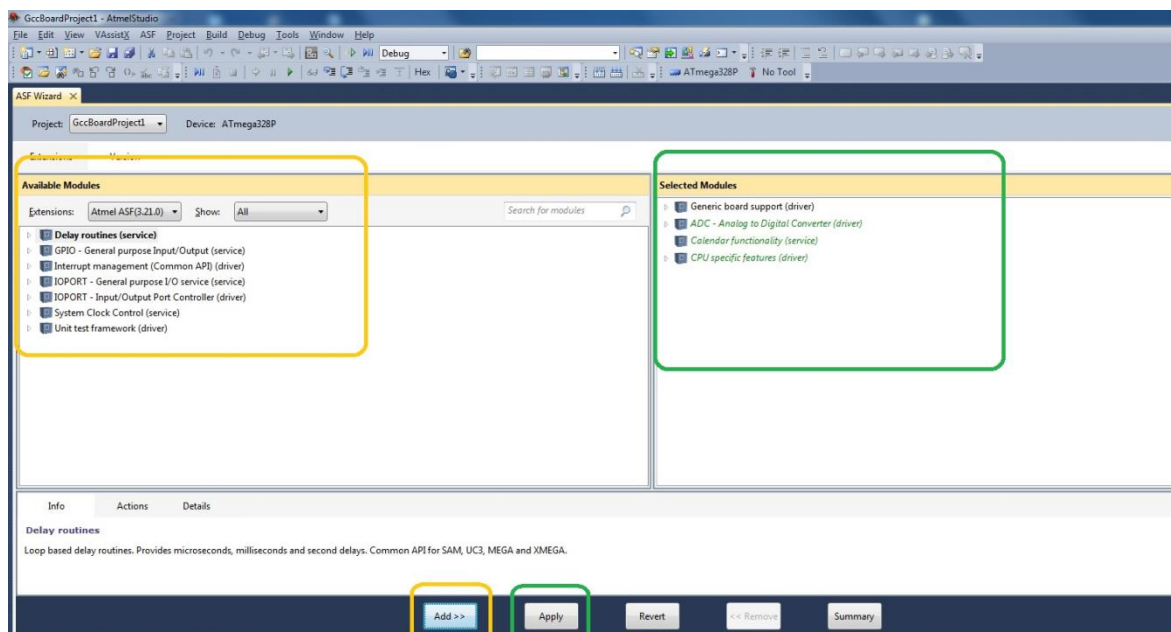 GccBoardProject1 - AtmelStudio
File Edit View VAssistX ASF Project Build Debug Tools Window Help
Debug
Hex ATmega328P No Tool
ASF Wizard
Project: GccBoardProject1 Device: ATmega328P
Extensions Version
Available Modules
Extensions: Atmel ASF(3.21.0) Show: All Search for modules
Delay routines (service)
GPIO - General purpose Input/Output (service)
Interrupt management (Common API) (driver)
IOPORT - General purpose I/O service (service)
IOPORT - Input/Output Port Controller (driver)
System Clock Control (service)
Unit test framework (driver)
Selected Modules
Generic board support (driver)
ADC - Analog to Digital Converter (driver)
Calendar functionality (service)
CPU specific features (driver)
Info Actions Details
Delay routines
Loop based delay routines. Provides microseconds, milliseconds and second delays. Common API for SAM, UC3, MEGA and XMEGA.
Add >> Apply Revert << Remove Summary